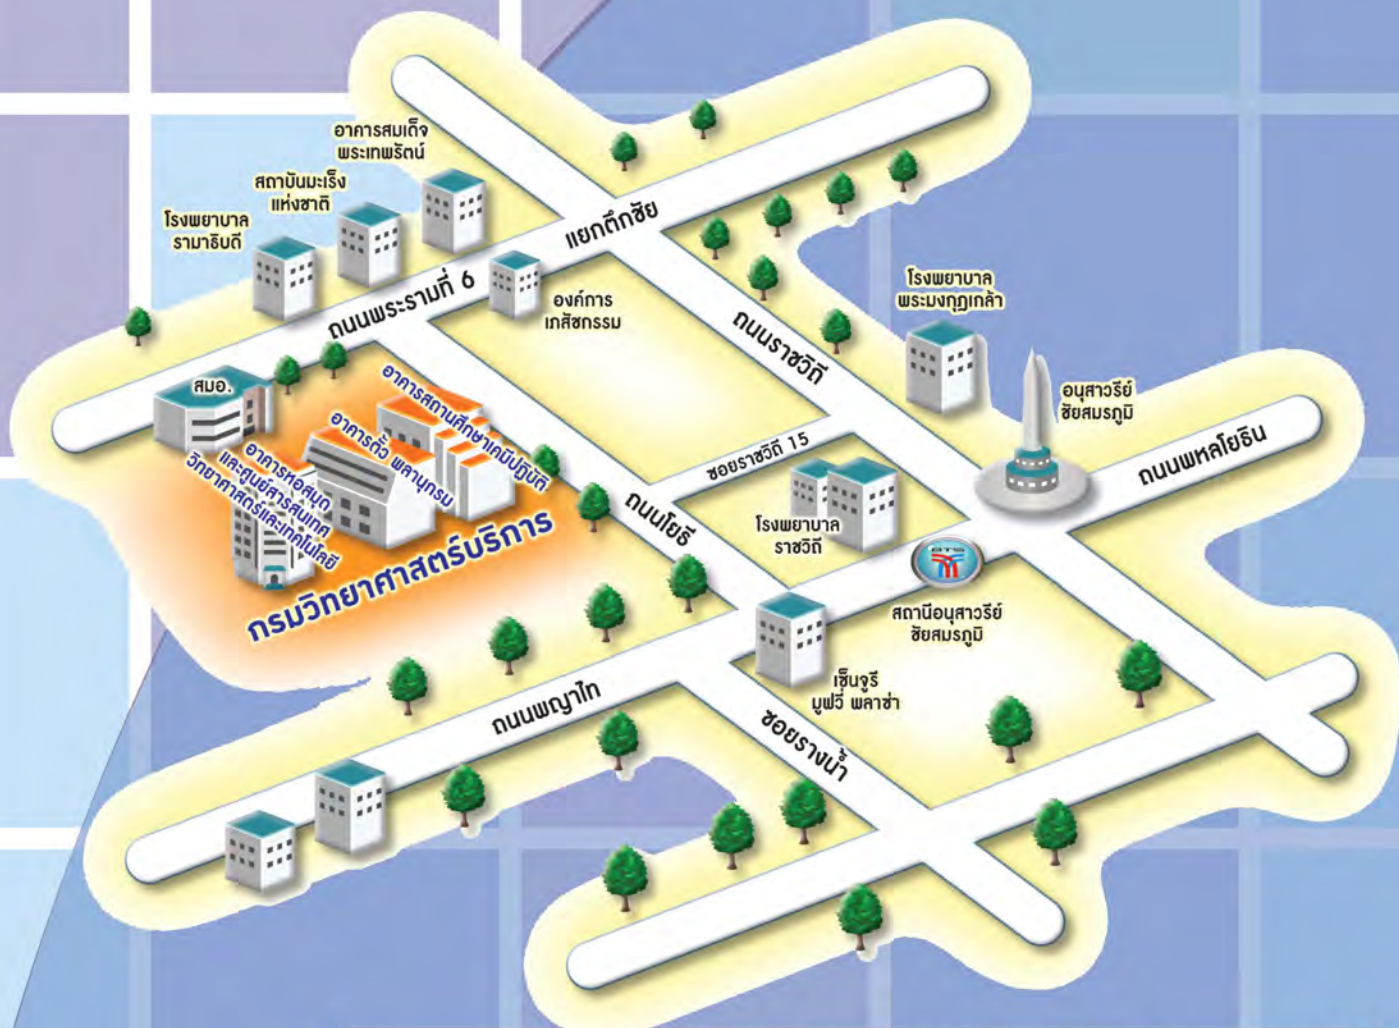 อาคารสมเด็จ
พระเทพรัตน์
สถาบันมะเร็ง
แห่งชาติ
โรงพยาบาล
รามาธิบดี
แยกตึกชัย
ถนนพระรามที่ 6
องค์การ
เภสัชกรรม
โรงพยาบาล
พระมงกุฎเกล้า
ถนนราชวิถี
อนุสาวรีย์
ชัยสมรภูมิ
สมอ.
อาคารสถานศึกษาเคมีปฏิบัติ
อาคารตั้ว พลานุกรม
อาคารหอสมุด
และศูนย์สารสนเทศ
วิทยาศาสตร์และเทคโนโลยี
กรมวิทยาศาสตร์บริการ
ซอยราชวิถี 15
ถนนพหลโยธิน
ถนนโยธี
โรงพยาบาล
ราชวิถี
BTS
สถานีอนุสาวรีย์
ชัยสมรภูมิ
เซ็นจูรี่
มูฟวี่ พลาซ่า
ถนนพญาไท
ซอยรางน้ำ